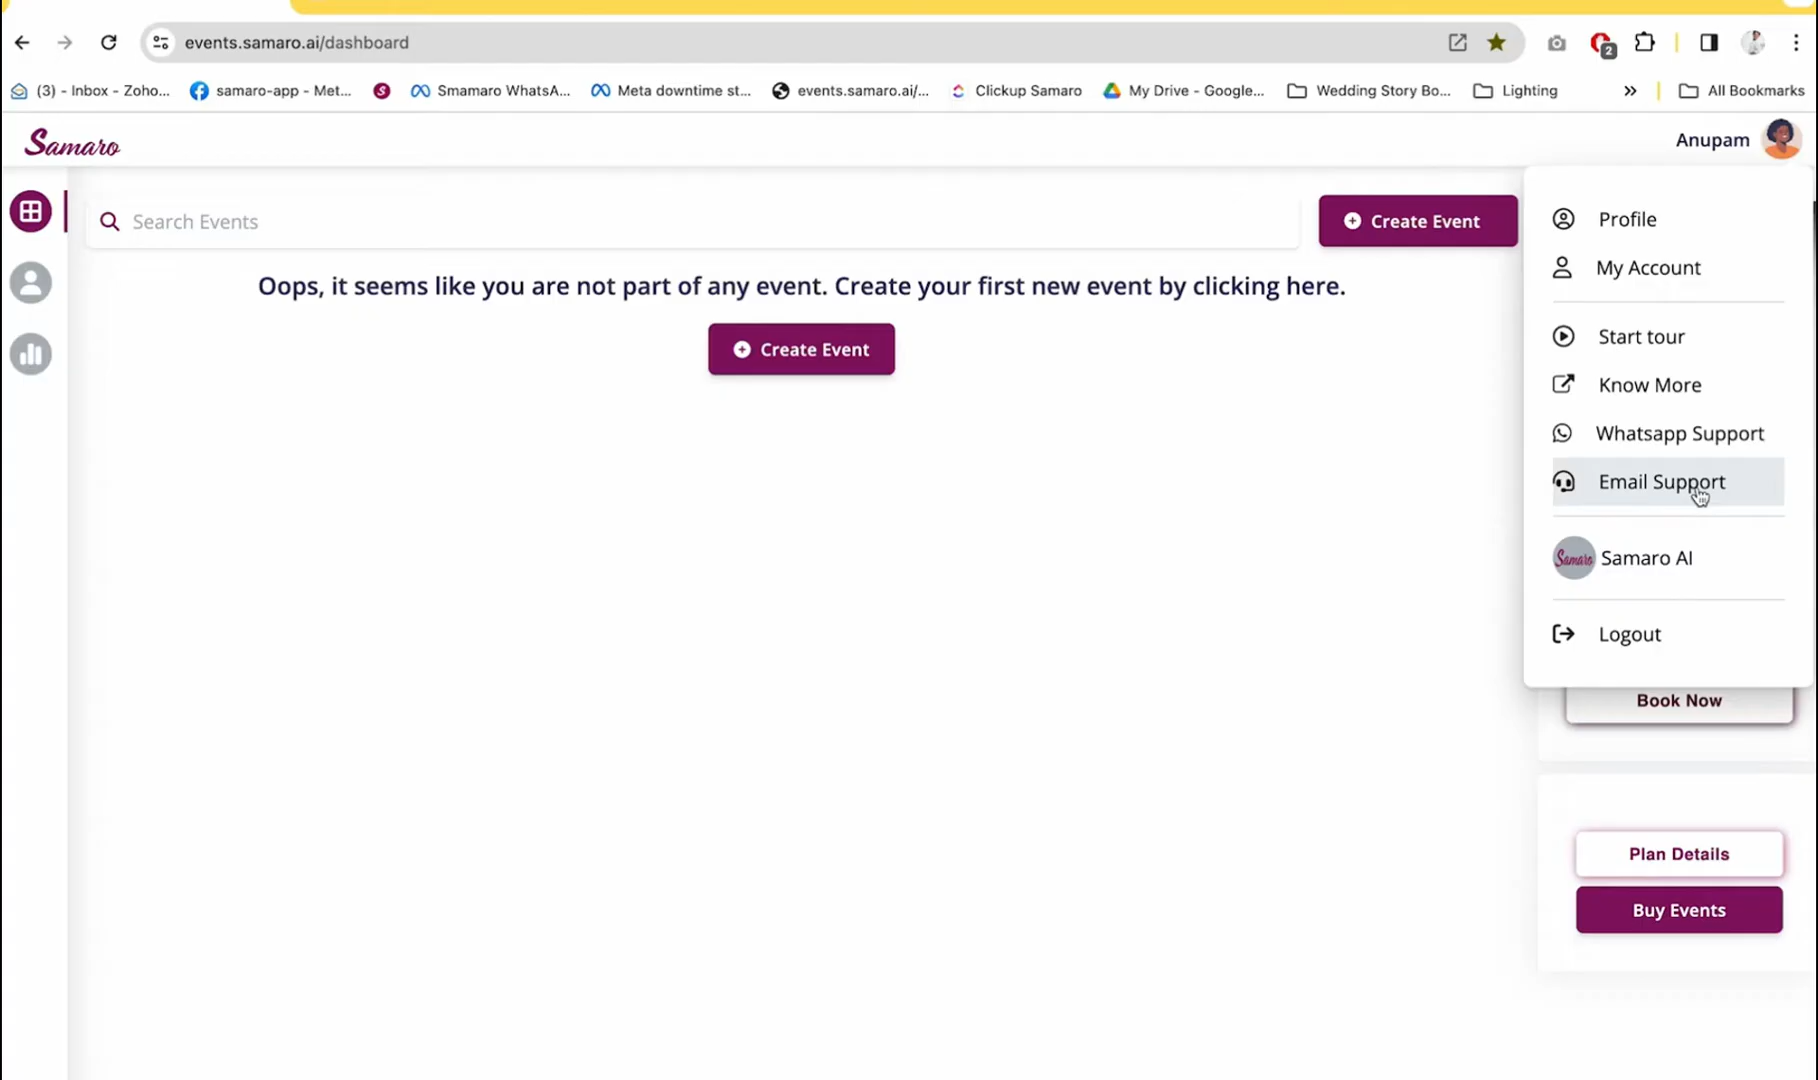 events.samaro.ai/dashboard
2
(3) - Inbox - Zoho...
samaro-app - Met...
S
Smamaro WhatsA...
Meta downtime st...
events.samaro.ai/...
Clickup Samaro
My Drive - Google...
Wedding Story Bo...
Lighting
»
All Bookmarks
Samaro
Anupam
Search Events
Create Event
Oops, it seems like you are not part of any event. Create your first new event by clicking here.
Create Event
Profile
My Account
Start tour
Know More
Whatsapp Support
Email Support
Samaro Samaro AI
Logout
Book Now
Plan Details
Buy Events